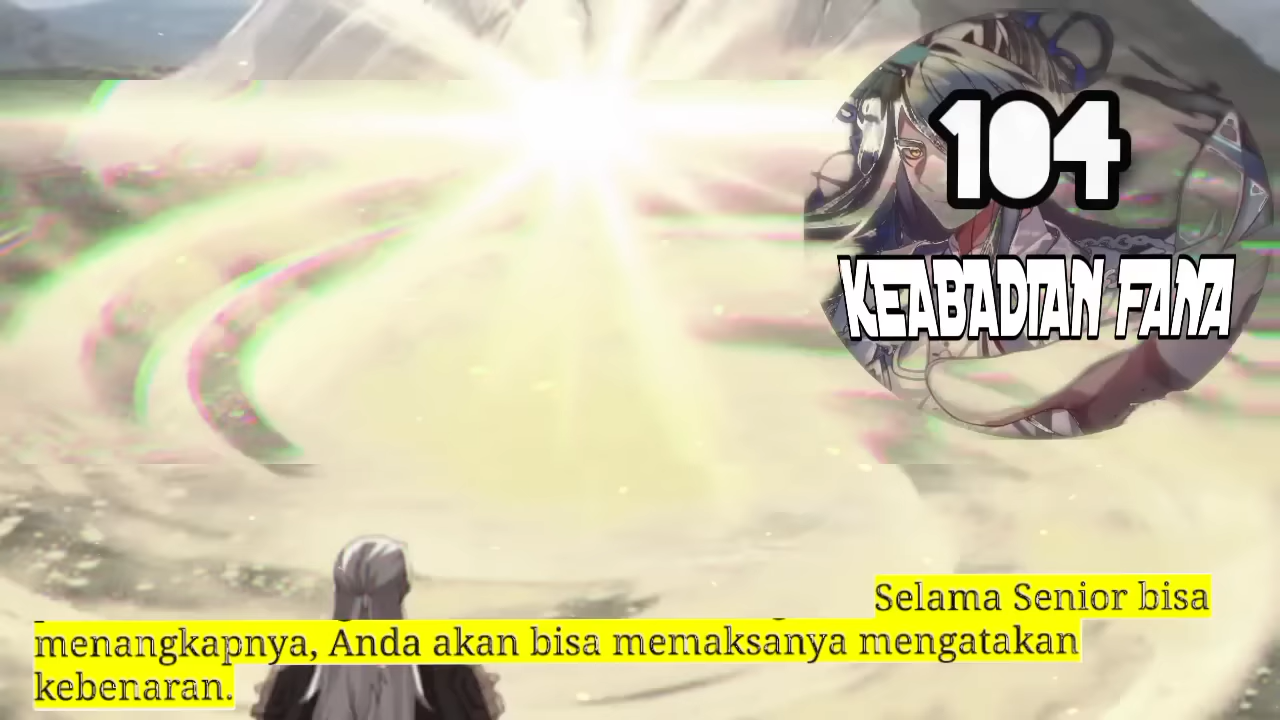 104
KEABADIAN FANA
Selama Senior bisa
menangkapnya, Anda akan bisa memaksanya mengatakan
kebenaran.